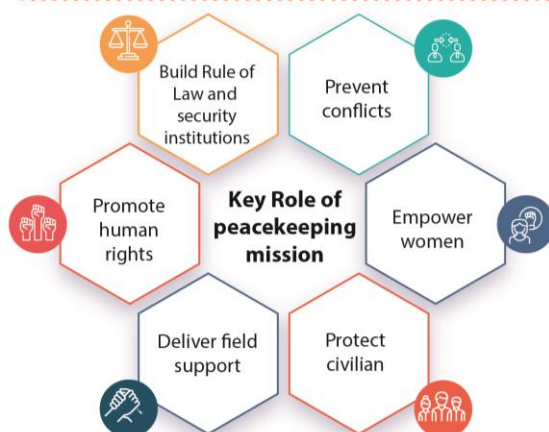 Build Rule of
Law and
security
institutions
Prevent
conflicts
Promote
human
rights
Key Role of
peacekeeping
mission
Empower
women
Deliver field
support
Protect
civilian